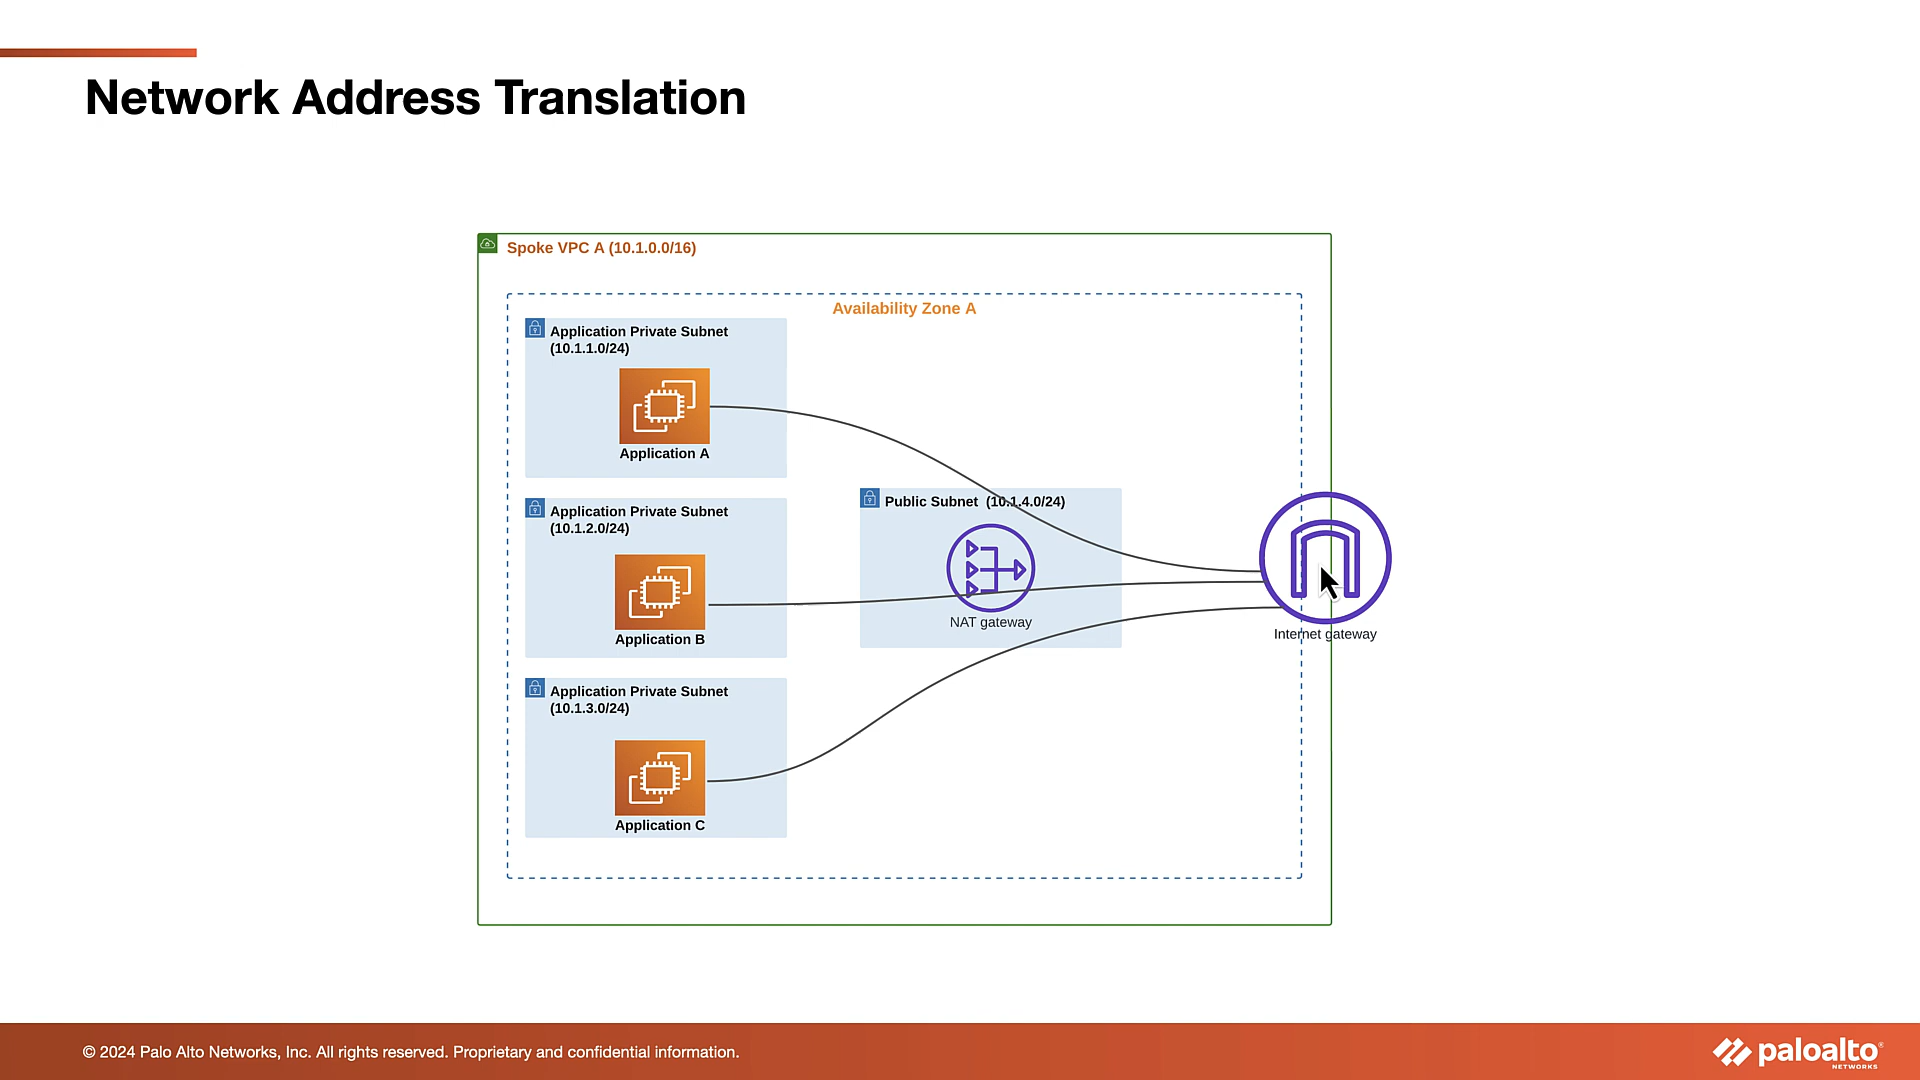 Network Address Translation
Spoke VPC A (10.1.0.0/16)
Availability Zone A
Application Private Subnet
(10.1.1.0/24)
Application A
Application Private Subnet
(10.1.2.0/24)
Application B
Application Private Subnet
(10.1.3.0/24)
Application C
Public Subnet (10.1.4.0/24)
NAT gateway
Internet gateway
© 2024 Palo Alto Networks, Inc. All rights reserved. Proprietary and confidential information.
paloalto®
NETWORKS